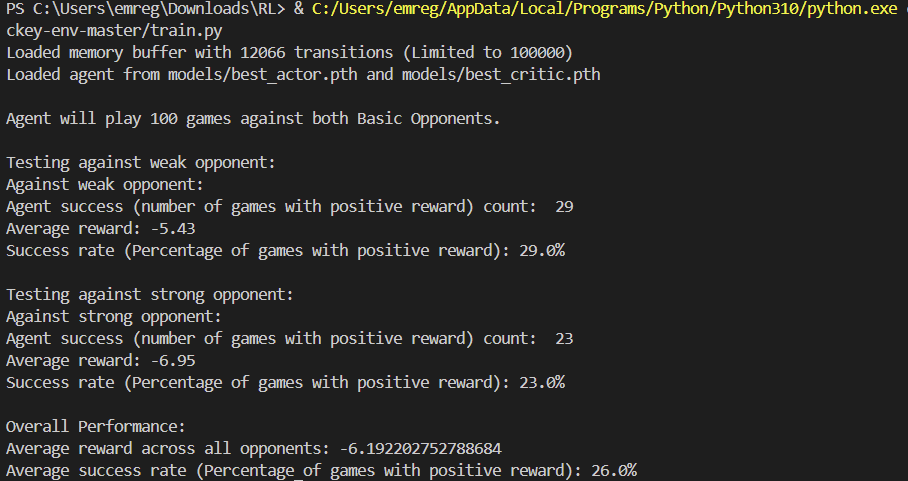 PS C:\Users\emreg\Downloads\RL> & C:/Users/emreg/AppData/Local/Programs/Python/Python310/python.exe
ckey-env-master/train.py
Loaded memory buffer with 12066 transitions (Limited to 100000)
Loaded agent from models/best_actor.pth and models/best_critic.pth
Agent will play 100 games against both Basic Opponents.
Testing against weak opponent:
Against weak opponent:
Agent success (number of games with positive reward) count:  29
Average reward: -5.43
Success rate (Percentage of games with positive reward): 29.0%
Testing against strong opponent:
Against strong opponent:
Agent success (number of games with positive reward) count:  23
Average reward: -6.95
Success rate (Percentage of games with positive reward): 23.0%
Overall Performance:
Average reward across all opponents: -6.192202752788684
Average success rate (Percentage of games with positive reward): 26.0%